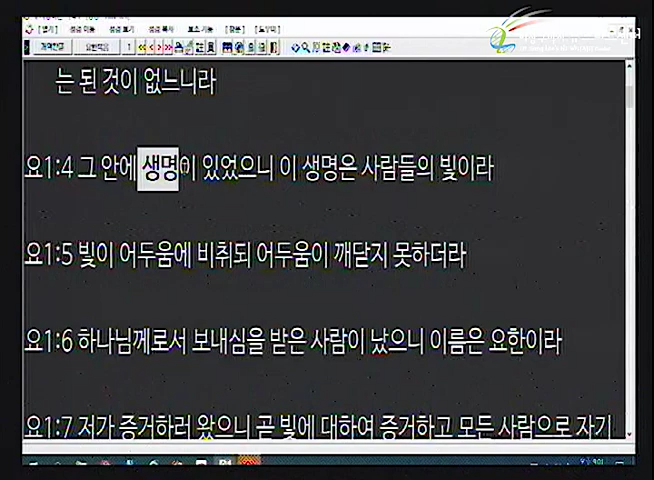 는 된 것이 없느니라
요1:4 그 안에 생명이 있었으니 이 생명은 사람들의 빛이라
요1:5 빛이 어두움에 비취되 어두움이 깨닫지 못하더라
요1:6 하나님께로서 보내심을 받은 사람이 났으니 이름은 요한이라
요1:7 저가 증거하러 왔으니 곧 빛에 대하여 증거하고 모든 사람으로 자기